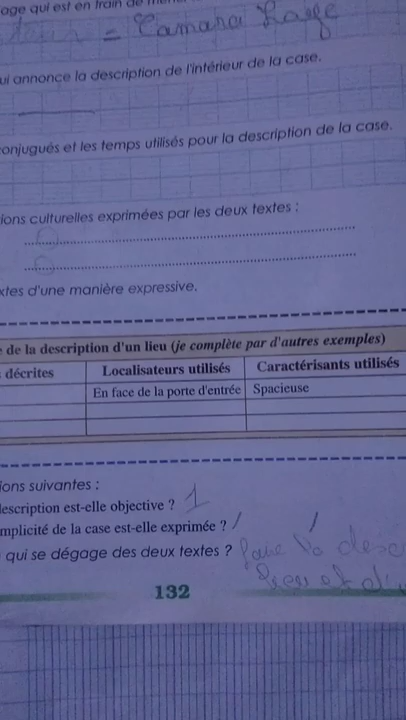 age qui est en train de
= Camara Laye
ui annonce la description de l'intérieur de la case.
onjugués et les temps utilisés pour la description de la case.
ions culturelles exprimées par les deux textes :
xtes d'une manière expressive.
de la description d'un lieu (je complète par d'autres exemples)
décrites Localisateurs utilisés Caractérisants utilisés
En face de la porte d'entrée Spacieuse
ions suivantes :
escription est-elle objective ? 1
mplicité de la case est-elle exprimée ? /
qui se dégage des deux textes ?
132